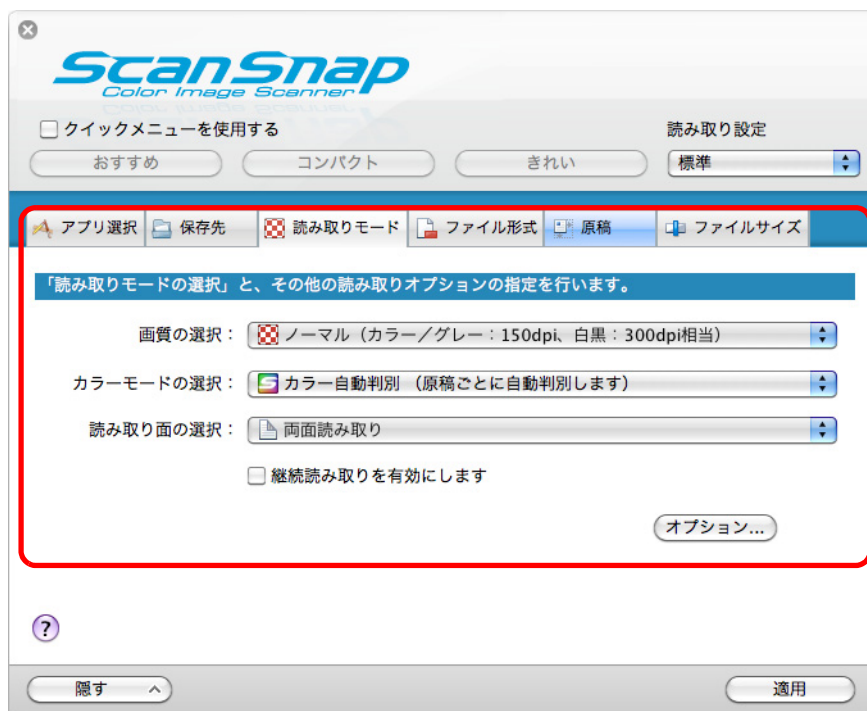 ScanSnap
Color Image Scanner
クイックメニューを使用する
読み取り設定
おすすめ コンパクト きれい 標準
アプリ選択 保存先 読み取りモード ファイル形式 原稿 ファイルサイズ
「読み取りモードの選択」と、その他の読み取りオプションの指定を行います。
画質の選択： ノーマル（カラー／グレー：150dpi、白黒：300dpi相当）
カラーモードの選択： カラー自動判別 （原稿ごとに自動判別します）
読み取り面の選択： 両面読み取り
継続読み取りを有効にします
オプション...
?
隠す 適用